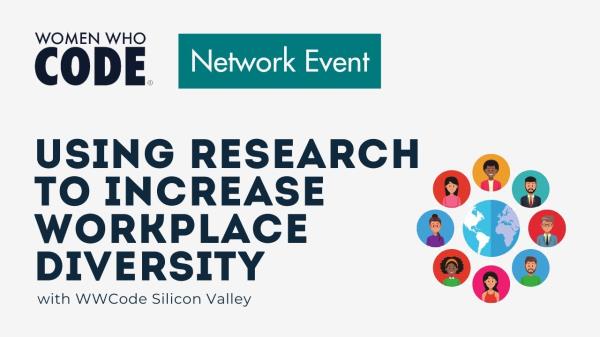 WOMEN WHO
CODE®
Network Event
USING RESEARCH
TO INCREASE
WORKPLACE
DIVERSITY
with WWCode Silicon Valley